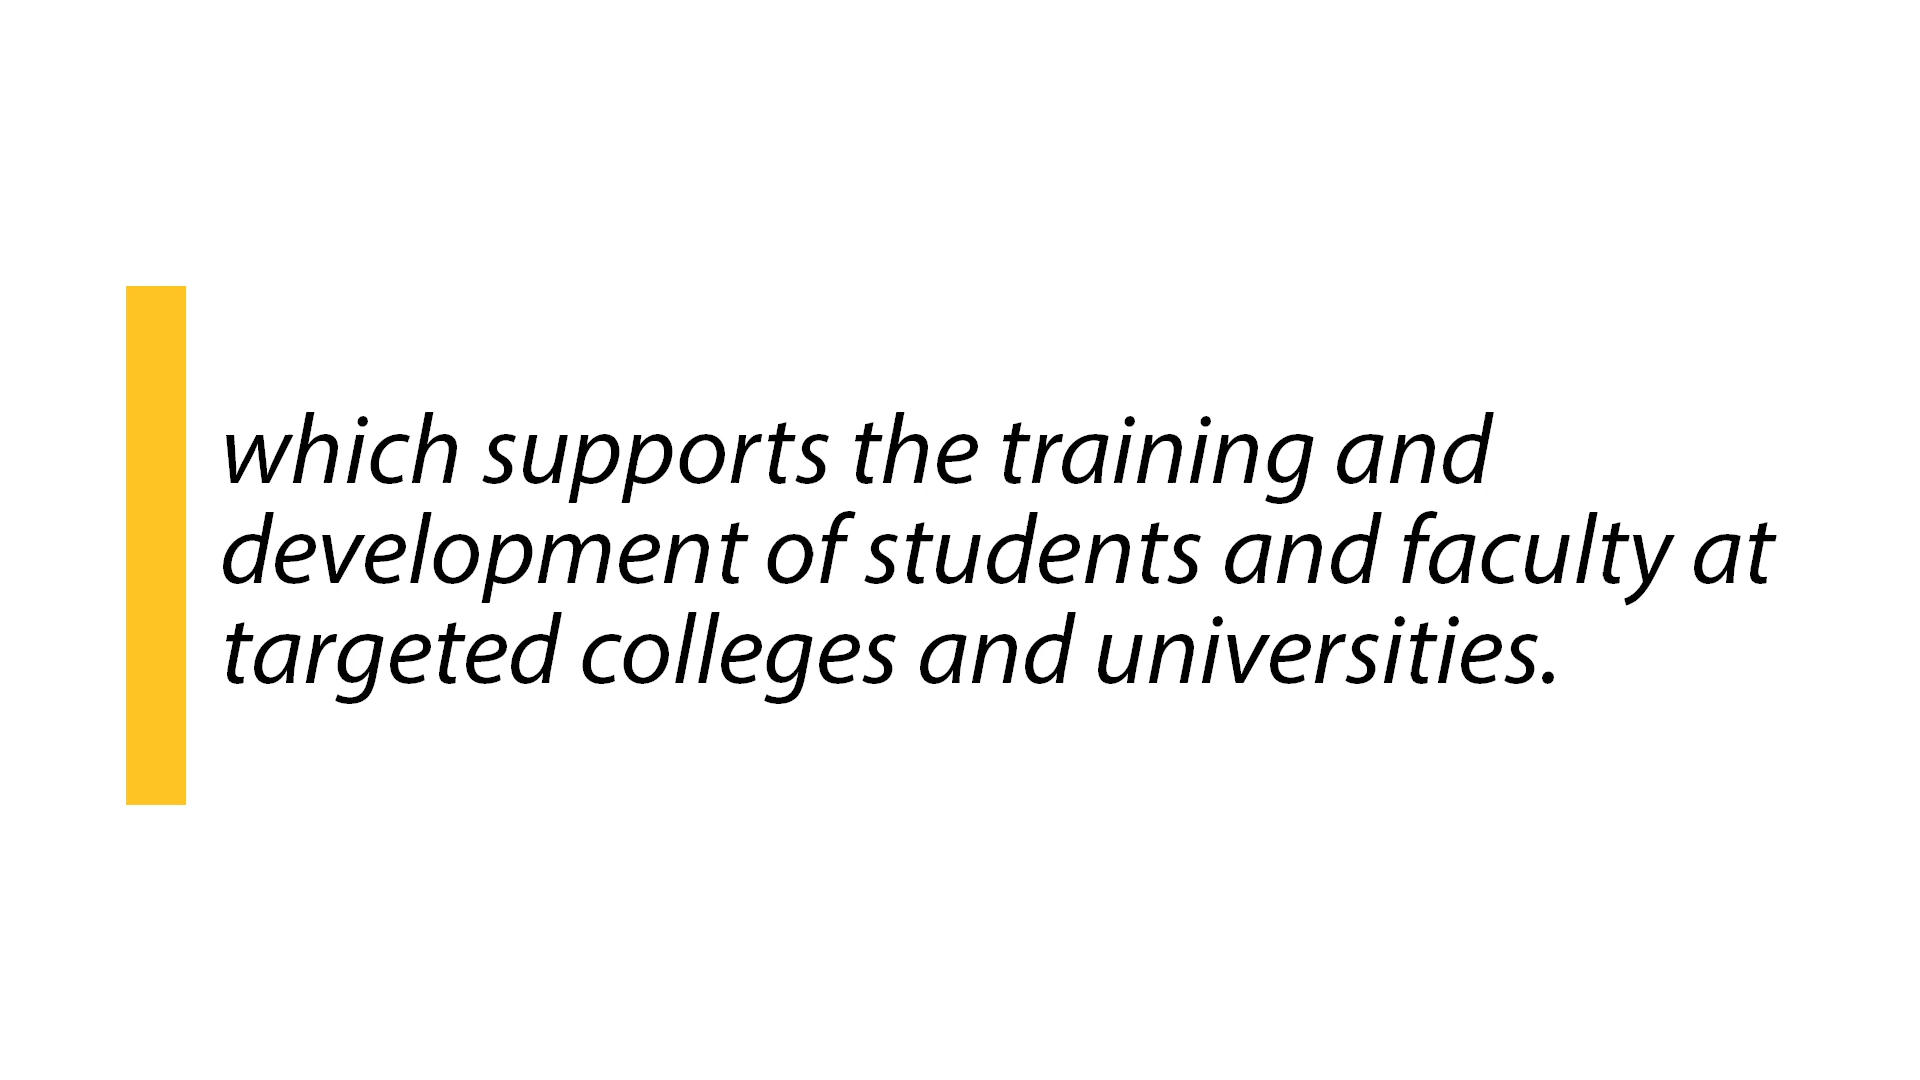 which supports the training and
development of students and faculty at
targeted colleges and universities.